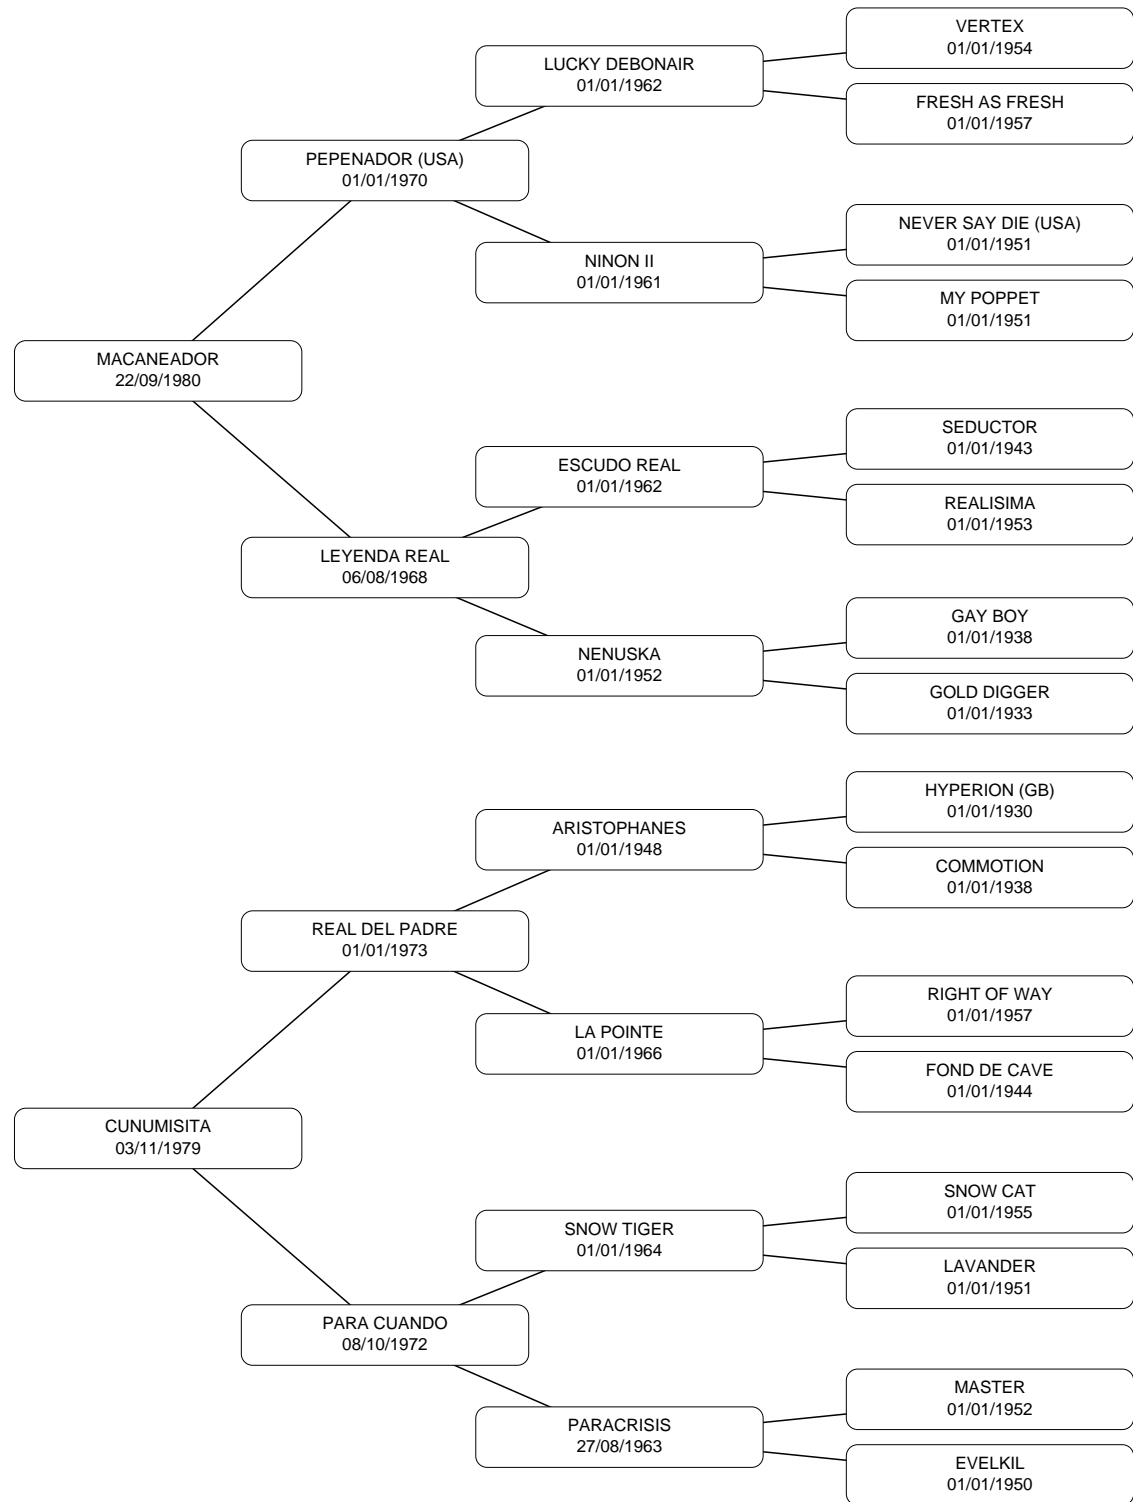 VERTEX
01/01/1954
LUCKY DEBONAIR
01/01/1962
FRESH AS FRESH
01/01/1957
PEPENADOR (USA)
01/01/1970
NEVER SAY DIE (USA)
01/01/1951
NINON II
01/01/1961
MY POPPET
01/01/1951
MACANEADOR
22/09/1980
SEDUCTOR
01/01/1943
ESCUDO REAL
01/01/1962
REALISIMA
01/01/1953
LEYENDA REAL
06/08/1968
GAY BOY
01/01/1938
NENUSKA
01/01/1952
GOLD DIGGER
01/01/1933
HYPERION (GB)
01/01/1930
ARISTOPHANES
01/01/1948
COMMOTION
01/01/1938
REAL DEL PADRE
01/01/1973
RIGHT OF WAY
01/01/1957
LA POINTE
01/01/1966
FOND DE CAVE
01/01/1944
CUNUMISITA
03/11/1979
SNOW CAT
01/01/1955
SNOW TIGER
01/01/1964
LAVANDER
01/01/1951
PARA CUANDO
08/10/1972
MASTER
01/01/1952
PARACRISIS
27/08/1963
EVELKIL
01/01/1950